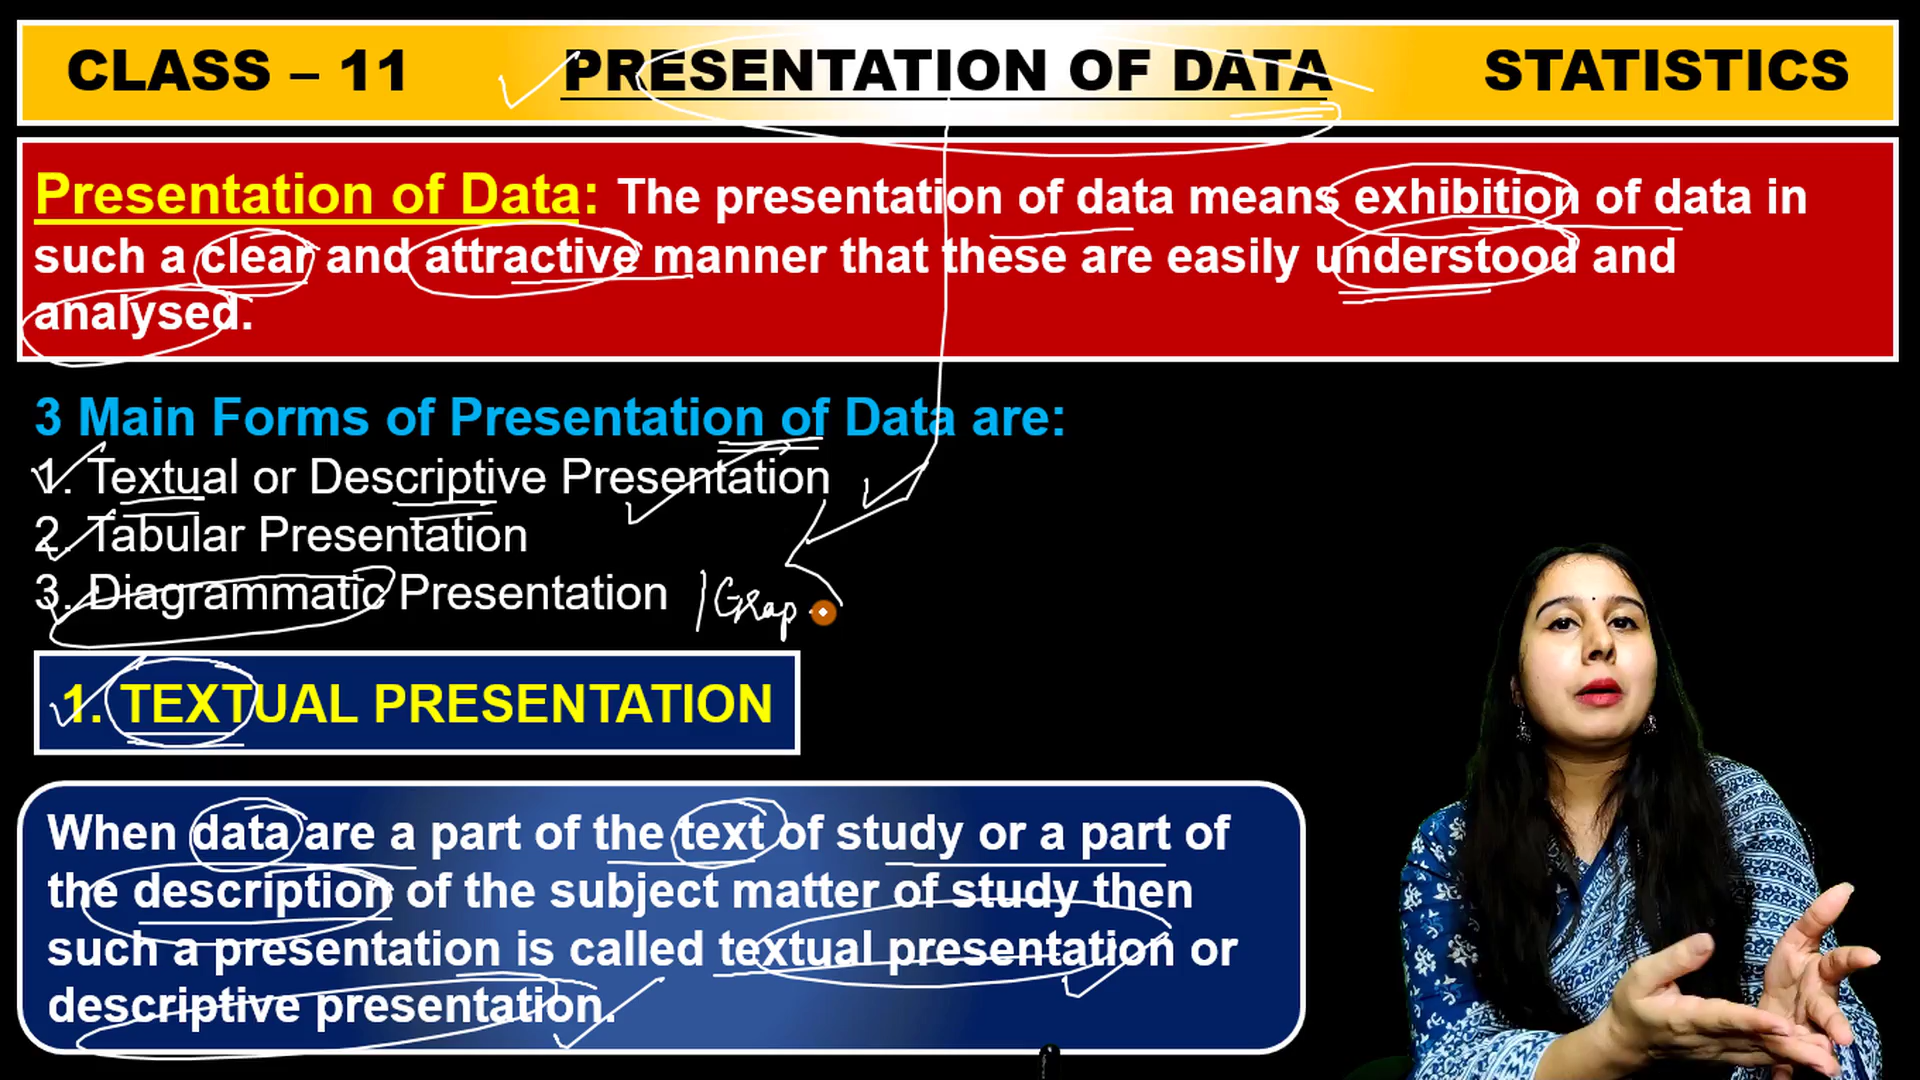 CLASS – 11 PRESENTATION OF DATA STATISTICS
Presentation of Data: The presentation of data means exhibition of data in
such a clear and attractive manner that these are easily understood and
analysed.
3 Main Forms of Presentation of Data are:
1. Textual or Descriptive Presentation
2. Tabular Presentation
3. Diagrammatic Presentation /Grap
1. TEXTUAL PRESENTATION
When data are a part of the text of study or a part of
the description of the subject matter of study then
such a presentation is called textual presentation or
descriptive presentation.